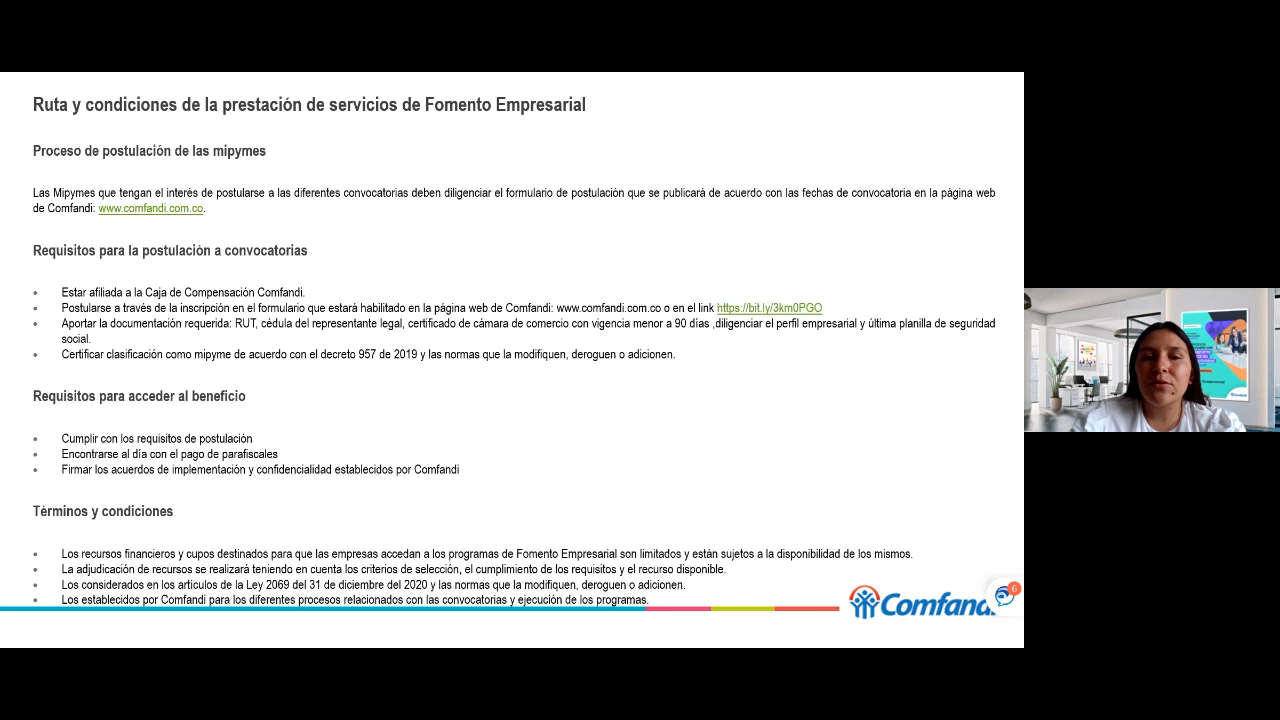 Ruta y condiciones de la prestación de servicios de Fomento Empresarial
Proceso de postulación de las mipymes
Las Mipymes que tengan el interés de postularse a las diferentes convocatorias deben diligenciar el formulario de postulación que se publicará de acuerdo con las fechas de convocatoria en la página web
de Comfandi: www.comfandi.com.co.
Requisitos para la postulación a convocatorias
• Estar afiliada a la Caja de Compensación Comfandi.
• Postularse a través de la inscripción en el formulario que estará habilitado en la página web de Comfandi: www.comfandi.com.co o en el link https://bit.ly/3km0PGO
• Aportar la documentación requerida: RUT, cédula del representante legal, certificado de cámara de comercio con vigencia menor a 90 días ,diligenciar el perfil empresarial y última planilla de seguridad
social.
• Certificar clasificación como mipyme de acuerdo con el decreto 957 de 2019 y las normas que la modifiquen, deroguen o adicionen.
Requisitos para acceder al beneficio
• Cumplir con los requisitos de postulación
• Encontrarse al día con el pago de parafiscales
• Firmar los acuerdos de implementación y confidencialidad establecidos por Comfandi
Términos y condiciones
• Los recursos financieros y cupos destinados para que las empresas accedan a los programas de Fomento Empresarial son limitados y están sujetos a la disponibilidad de los mismos.
• La adjudicación de recursos se realizará teniendo en cuenta los criterios de selección, el cumplimiento de los requisitos y el recurso disponible.
• Los considerados en los artículos de la Ley 2069 del 31 de diciembre del 2020 y las normas que la modifiquen, deroguen o adicionen.
• Los establecidos por Comfandi para los diferentes procesos relacionados con las convocatorias y ejecución de los programas.
Comfandi
6